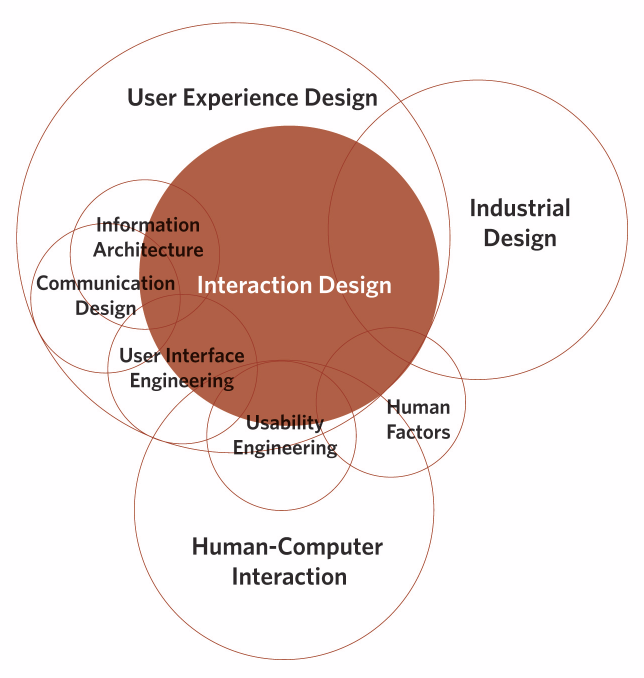 User Experience Design
Industrial
Design
Information
Architecture
Communication
Design
Interaction Design
User Interface
Engineering
Usability
Engineering
Human
Factors
Human-Computer
Interaction